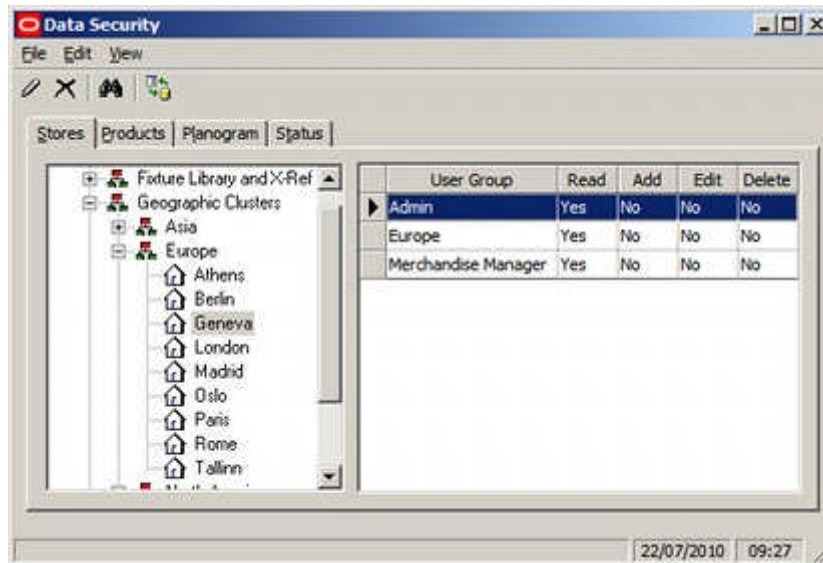 Data Security
File Edit View
Stores Products Planogram Status
Fixture Library and X-Ref
Geographic Clusters
Asia
Europe
Athens
Berlin
Geneva
London
Madrid
Oslo
Paris
Rome
Tallinn
User Group Read Add Edit Delete
Admin Yes No No No
Europe Yes No No No
Merchandise Manager Yes No No No
22/07/2010 09:27